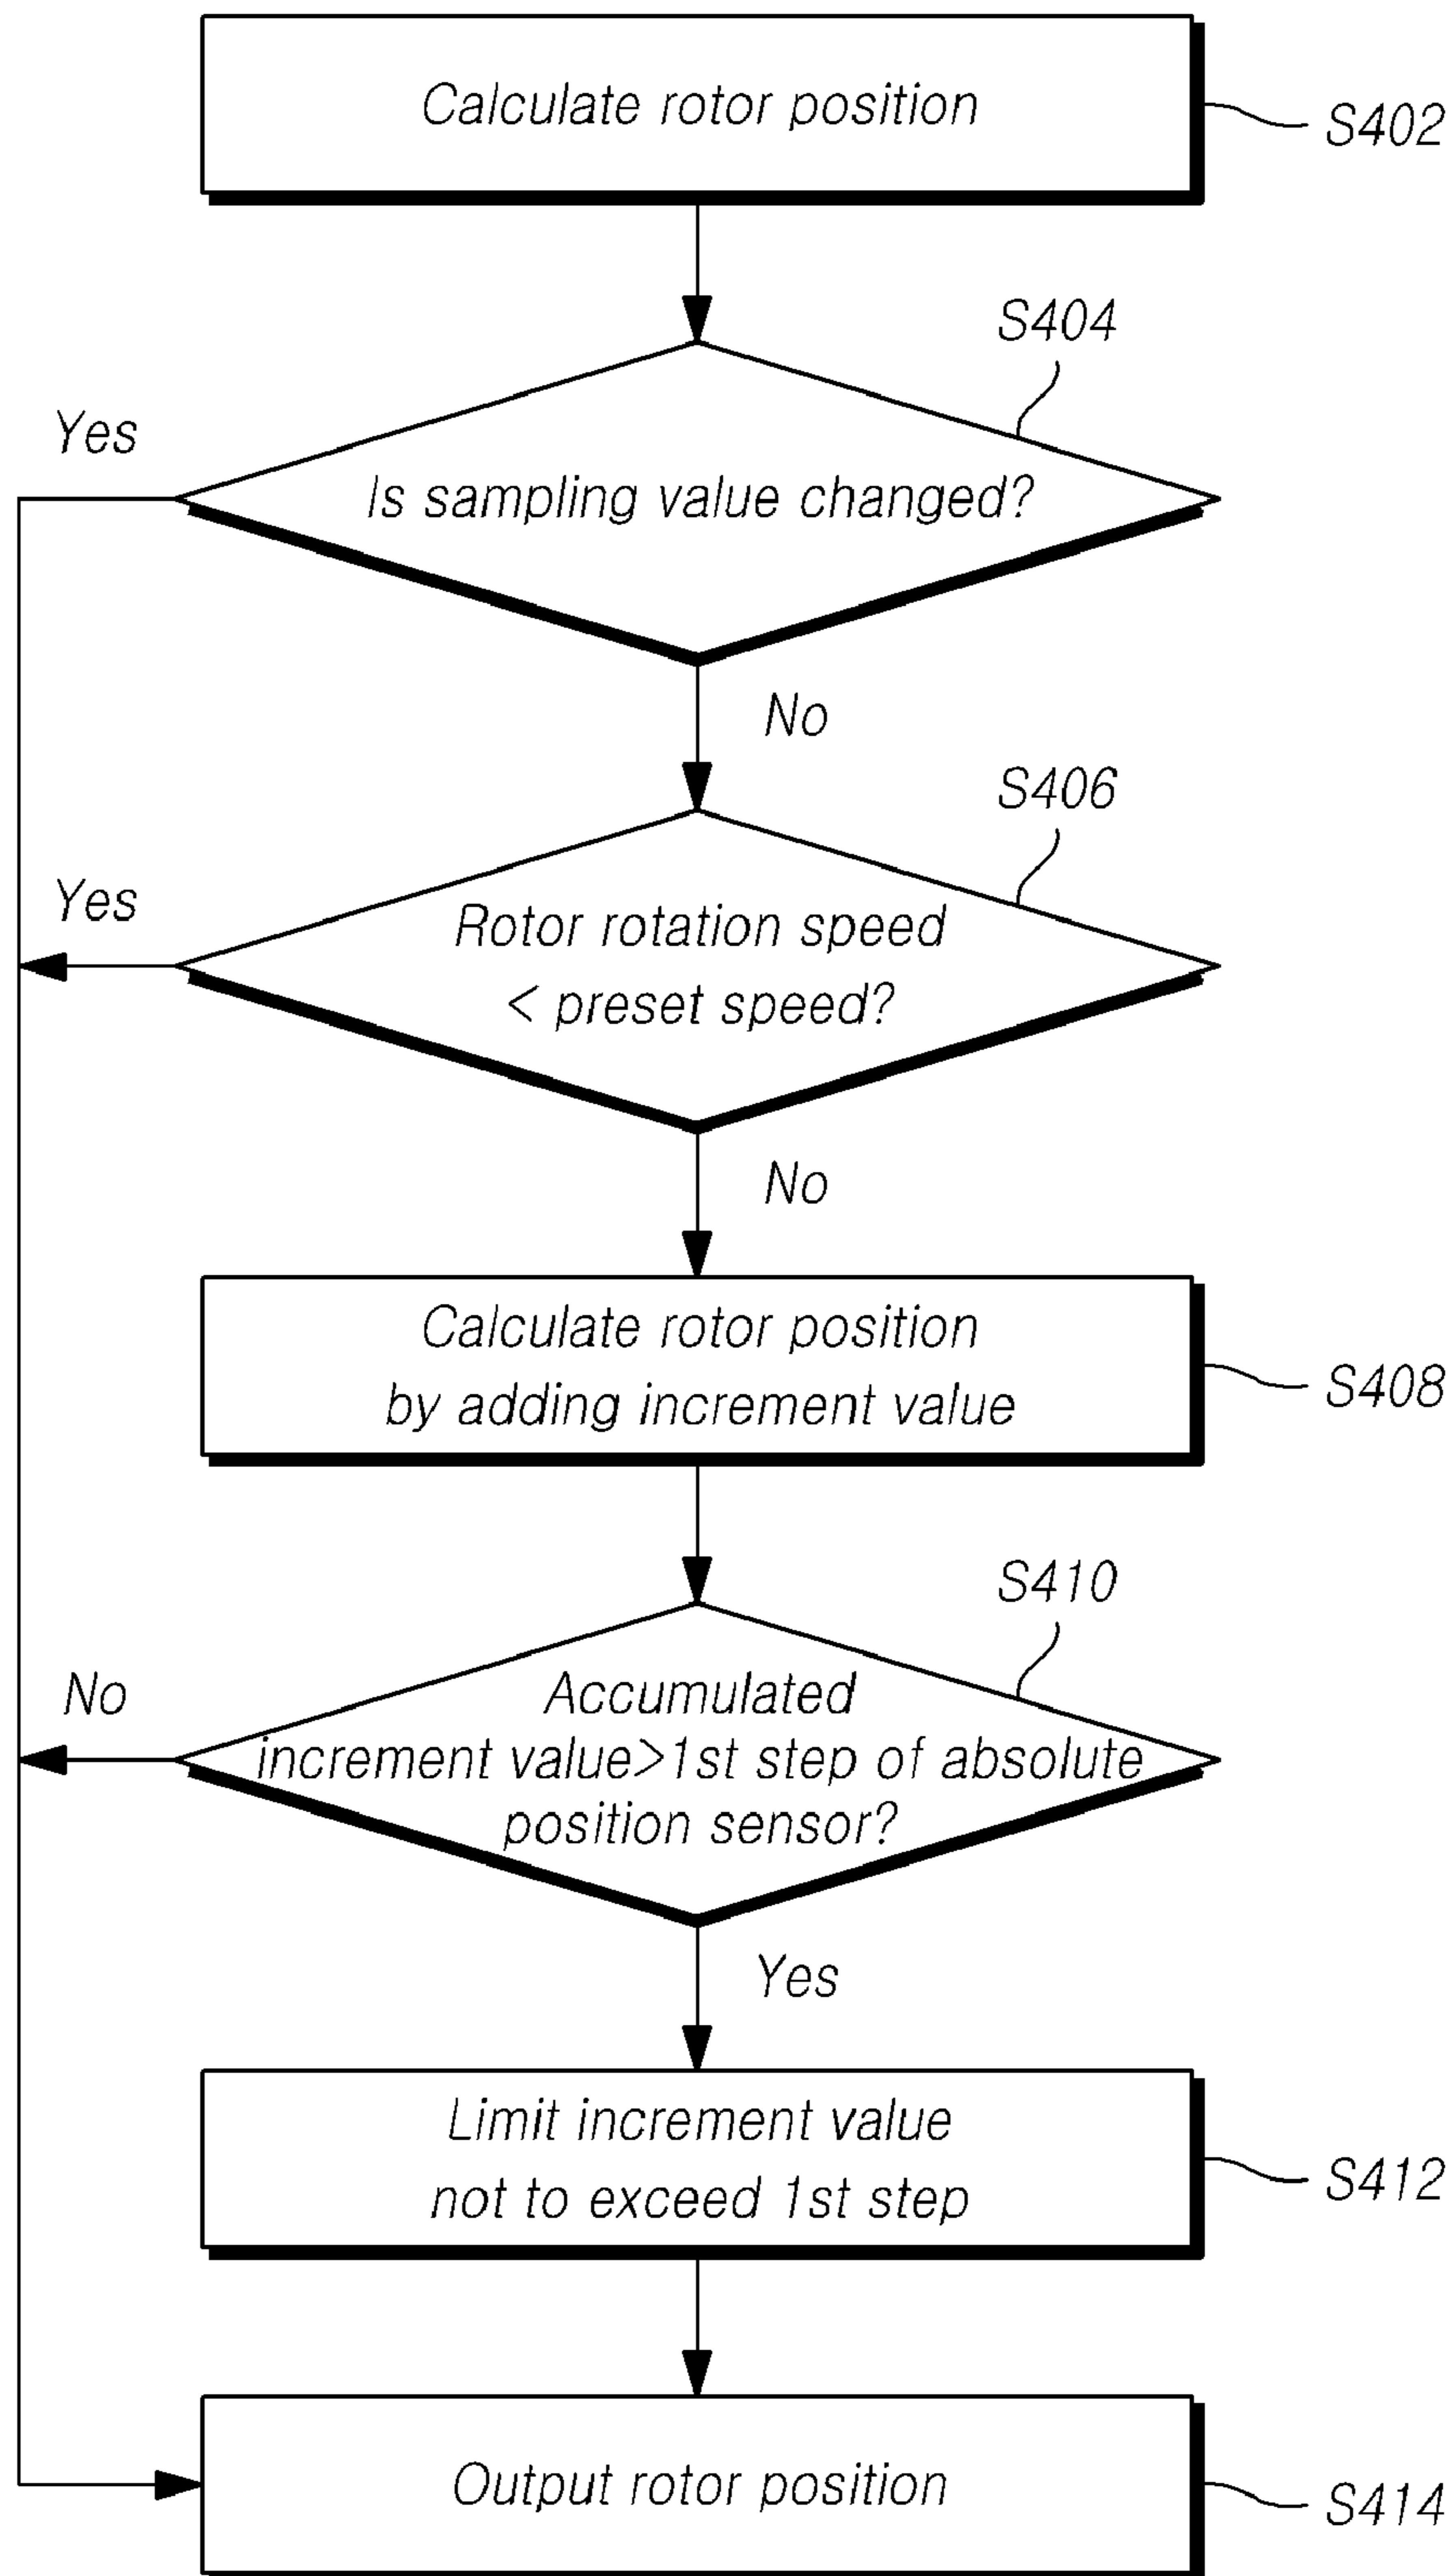 Calculate rotor position
S402
S404
Yes
Is sampling value changed?
No
S406
Yes
Rotor rotation speed
< preset speed?
No
Calculate rotor position
by adding increment value
S408
S410
No
Accumulated
increment value>1st step of absolute
position sensor?
Yes
Limit increment value
not to exceed 1st step
S412
Output rotor position
S414